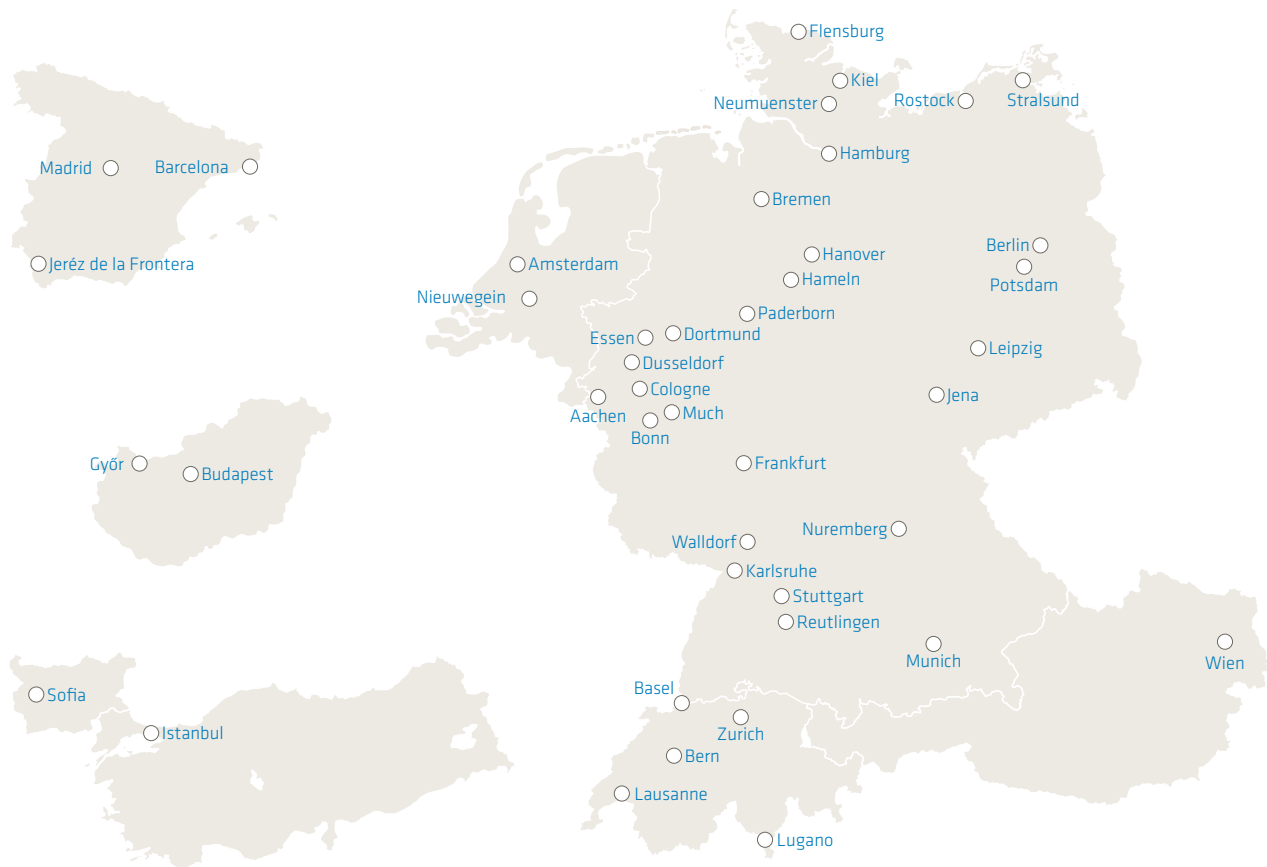 Flensburg
Kiel
Neumuenster
Rostock
Stralsund
Hamburg
Madrid
Barcelona
Bremen
Berlin
Hanover
Jeréz de la Frontera
Amsterdam
Hameln
Potsdam
Nieuwegein
Paderborn
Essen
Dortmund
Leipzig
Dusseldorf
Cologne
Jena
Aachen
Much
Bonn
Győr
Budapest
Frankfurt
Nuremberg
Walldorf
Karlsruhe
Stuttgart
Reutlingen
Munich
Wien
Basel
Sofia
Istanbul
Zurich
Bern
Lausanne
Lugano